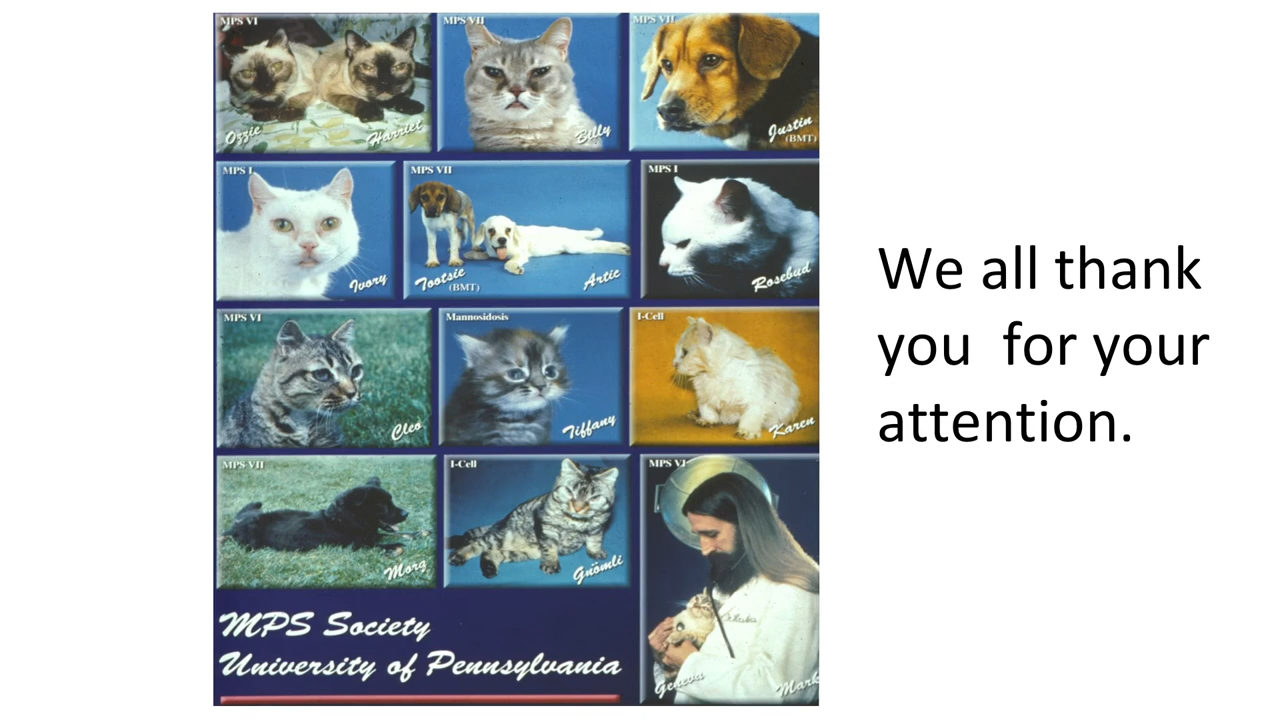 MPS VI
Ozzie
Harriet
MPS VII
Billy
MPS VII
Justin
(BMT)
MPS I
Ivory
MPS VII
Tootsie
(BMT)
Artic
MPS I
Rosebud
MPS VI
Cleo
Mannosidosis
Tiffany
I-Cell
Karen
MPS VII
Morg
I-Cell
Gnömli
MPS VI
Geneva
Mark
MPS Society
University of Pennsylvania
We all thank
you for your
attention.